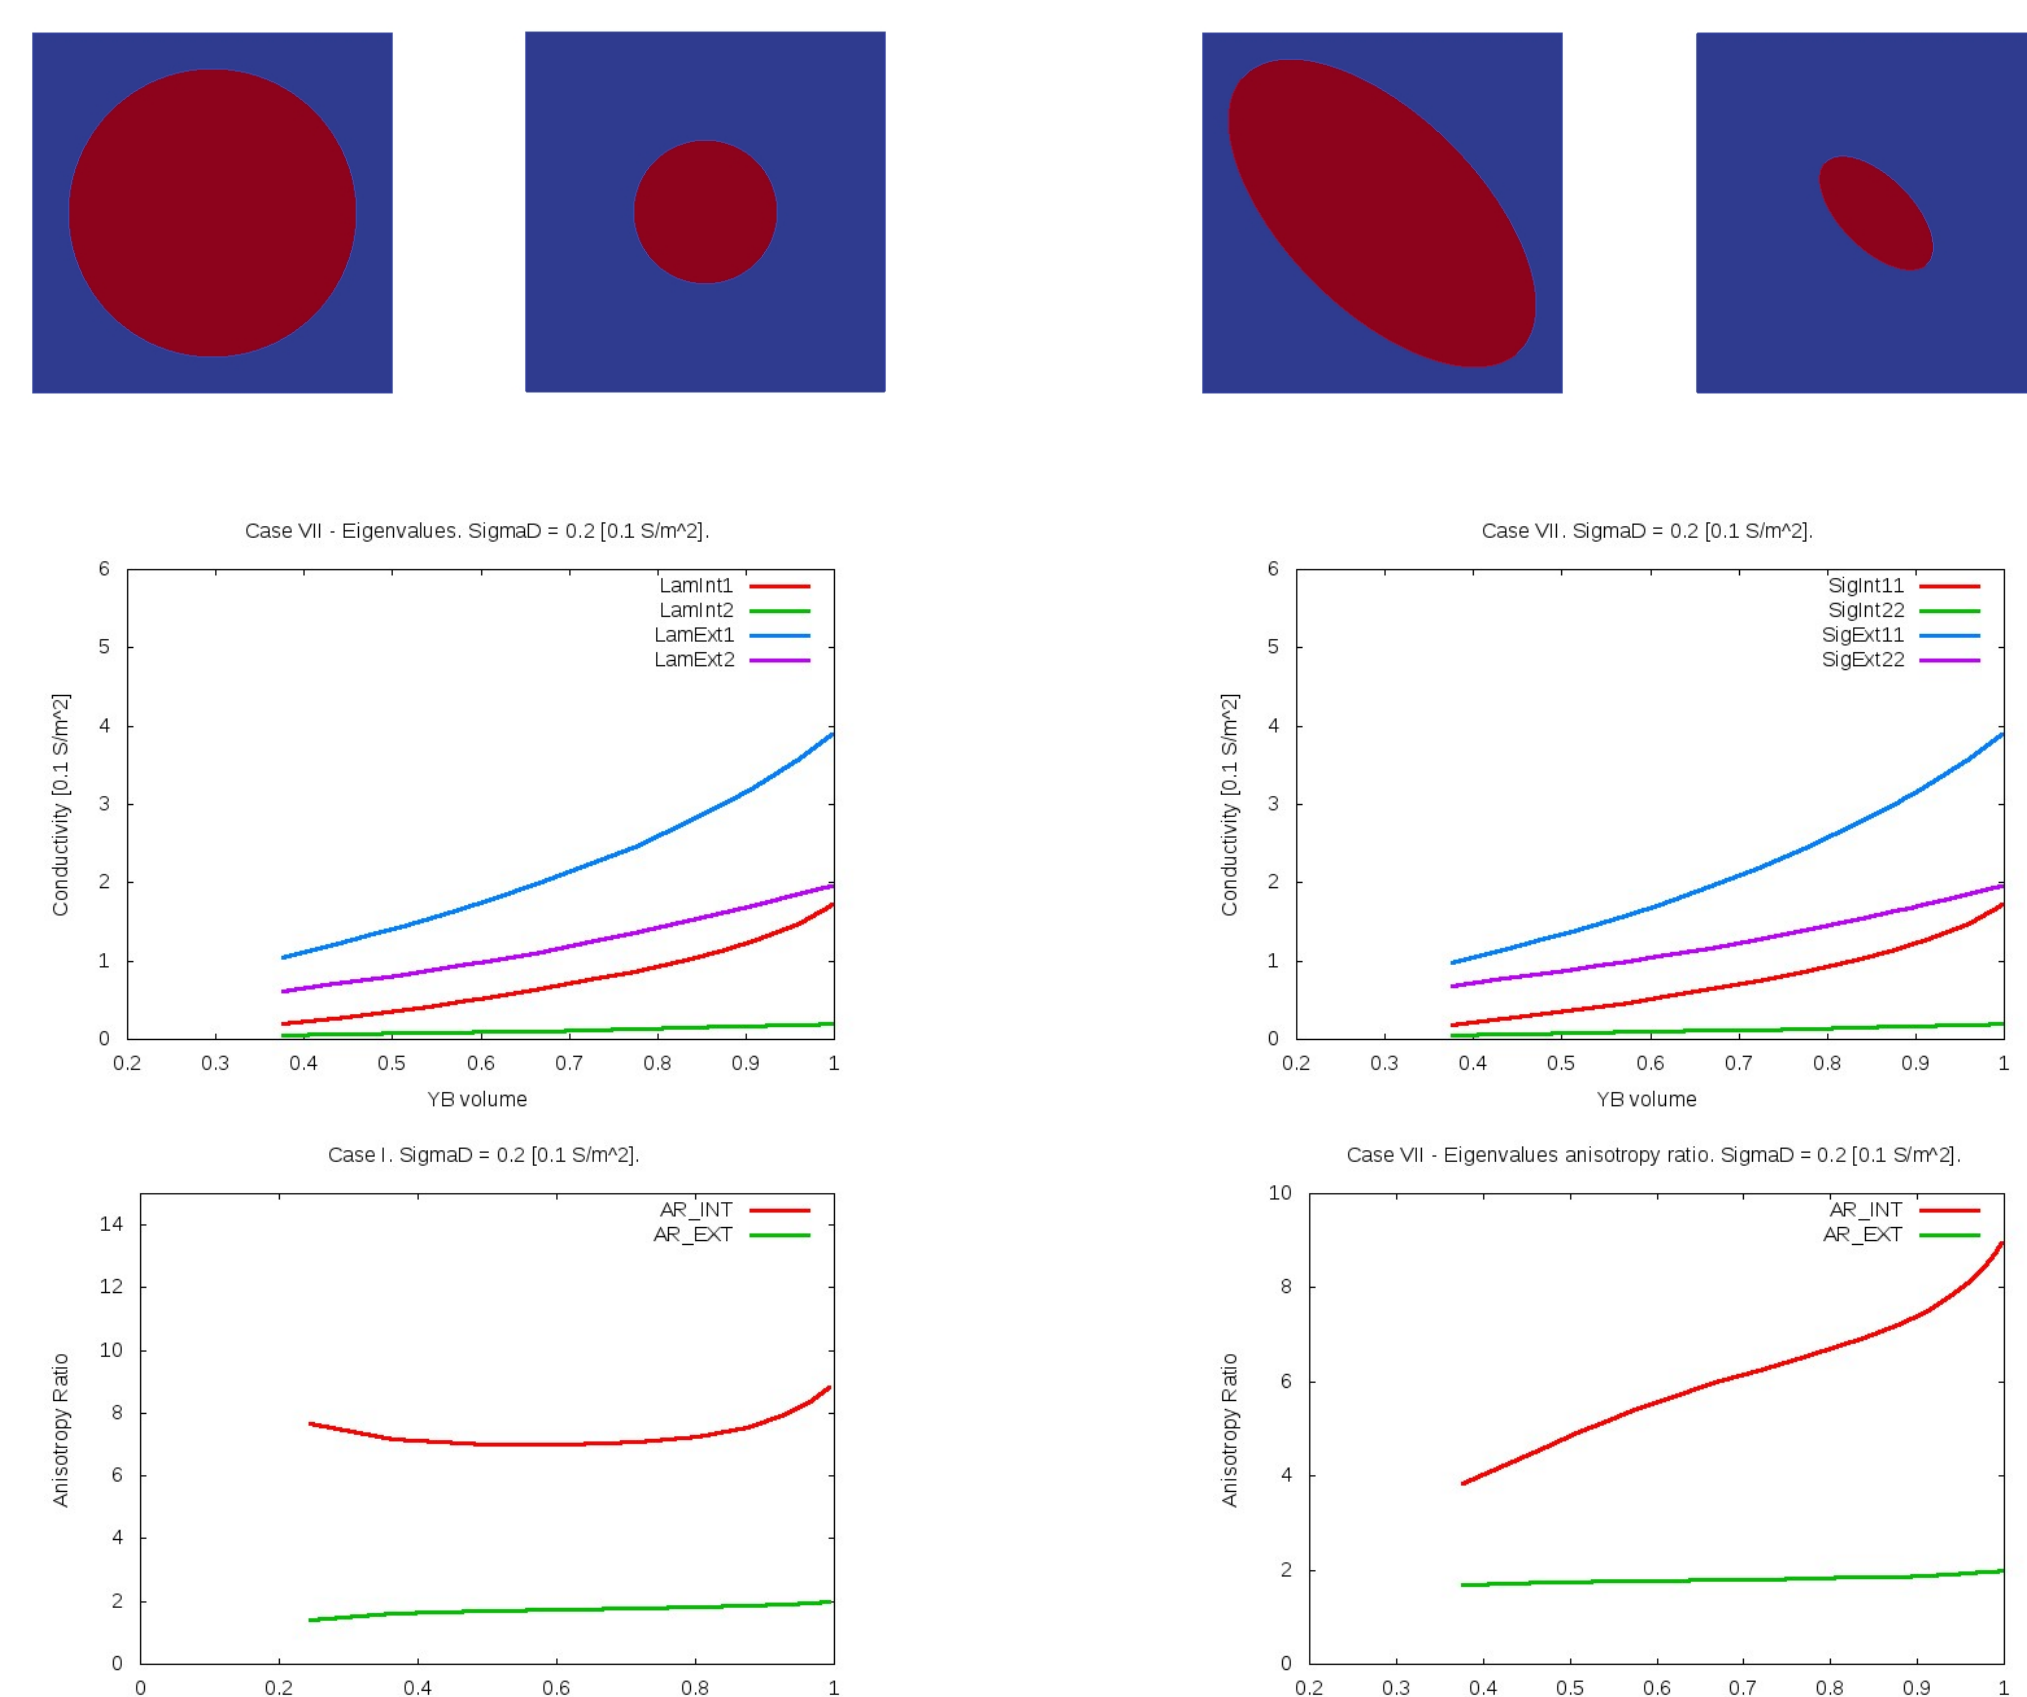 Case VII - Eigenvalues. SigmaD = 0.2 [0.1 S/m^2].
6
5
4
3
2
1
0
Conductivity [0.1 S/m^2]
LamInt1
LamInt2
LamExt1
LamExt2
0.2 0.3 0.4 0.5 0.6 0.7 0.8 0.9 1
YB volume
Case VII. SigmaD = 0.2 [0.1 S/m^2].
6
5
4
3
2
1
0
Conductivity [0.1 S/m^2]
SigInt11
SigInt22
SigExt11
SigExt22
0.2 0.3 0.4 0.5 0.6 0.7 0.8 0.9 1
YB volume
Case I. SigmaD = 0.2 [0.1 S/m^2].
14
12
10
8
6
4
2
0
Anisotropy Ratio
AR_INT
AR_EXT
0 0.2 0.4 0.6 0.8 1
Case VII - Eigenvalues anisotropy ratio. SigmaD = 0.2 [0.1 S/m^2].
10
8
6
4
2
0
Anisotropy Ratio
AR_INT
AR_EXT
0.2 0.3 0.4 0.5 0.6 0.7 0.8 0.9 1